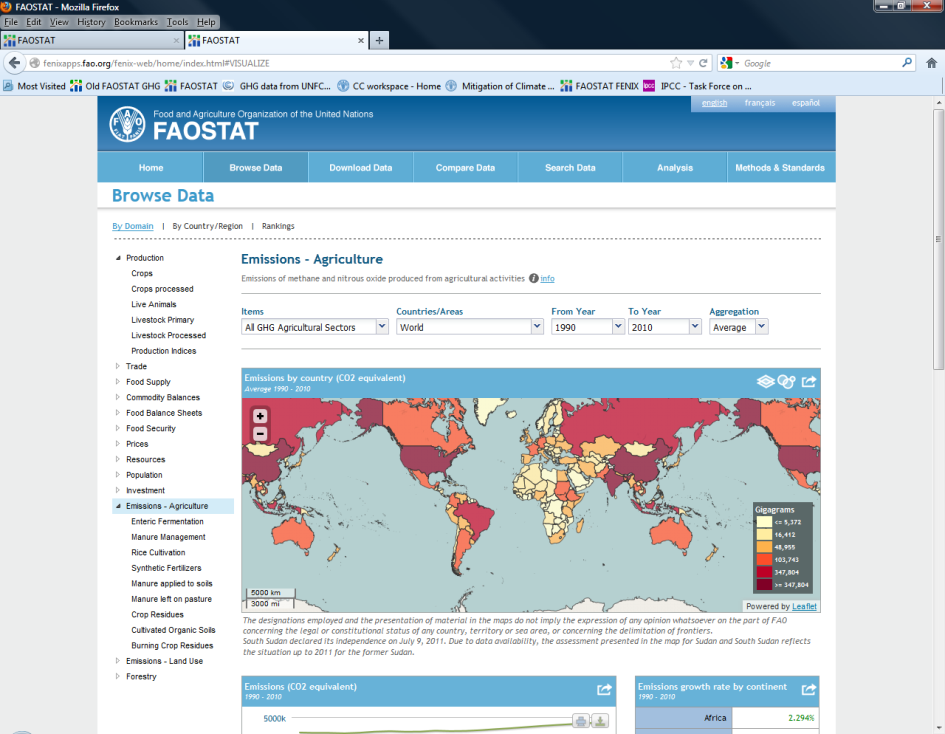 FAOSTAT - Mozilla Firefox
File Edit View History Bookmarks Tools Help
FAOSTAT
FAOSTAT
fenixapps.fao.org/fenix-web/home/index.html#VISUALIZE
Google
Most Visited Old FAOSTAT GHG FAOSTAT GHG data from UNFC... CC workspace - Home Mitigation of Climate ... FAOSTAT FENIX IPCC - Task Force on ...
english français español
Food and Agriculture Organization of the United Nations
FAOSTAT
Home Browse Data Download Data Compare Data Search Data Analysis Methods & Standards
Browse Data
By Domain | By Country/Region | Rankings
Production
Crops
Crops processed
Live Animals
Livestock Primary
Livestock Processed
Production Indices
Trade
Food Supply
Commodity Balances
Food Balance Sheets
Food Security
Prices
Resources
Population
Investment
Emissions - Agriculture
Enteric Fermentation
Manure Management
Rice Cultivation
Synthetic Fertilizers
Manure applied to soils
Manure left on pasture
Crop Residues
Cultivated Organic Soils
Burning Crop Residues
Emissions - Land Use
Forestry
Emissions - Agriculture
Emissions of methane and nitrous oxide produced from agricultural activities info
Items Countries/Areas From Year To Year Aggregation
All GHG Agricultural Sectors World 1990 2010 Average
Emissions by country (CO2 equivalent)
Average 1990 - 2010
+
-
Gigagrams
<= 5,372
16,412
48,955
103,743
347,804
>= 347,804
5000 km
3000 mi
Powered by Leaflet
The designations employed and the presentation of material in the maps do not imply the expression of any opinion whatsoever on the part of FAO
concerning the legal or constitutional status of any country, territory or sea area, or concerning the delimitation of frontiers.
South Sudan declared its independence on July 9, 2011. Due to data availability, the assessment presented in the map for Sudan and South Sudan reflects
the situation up to 2011 for the former Sudan.
Emissions (CO2 equivalent)
1990 - 2010
5000k
Emissions growth rate by continent
1990 - 2010
Africa 2.294%